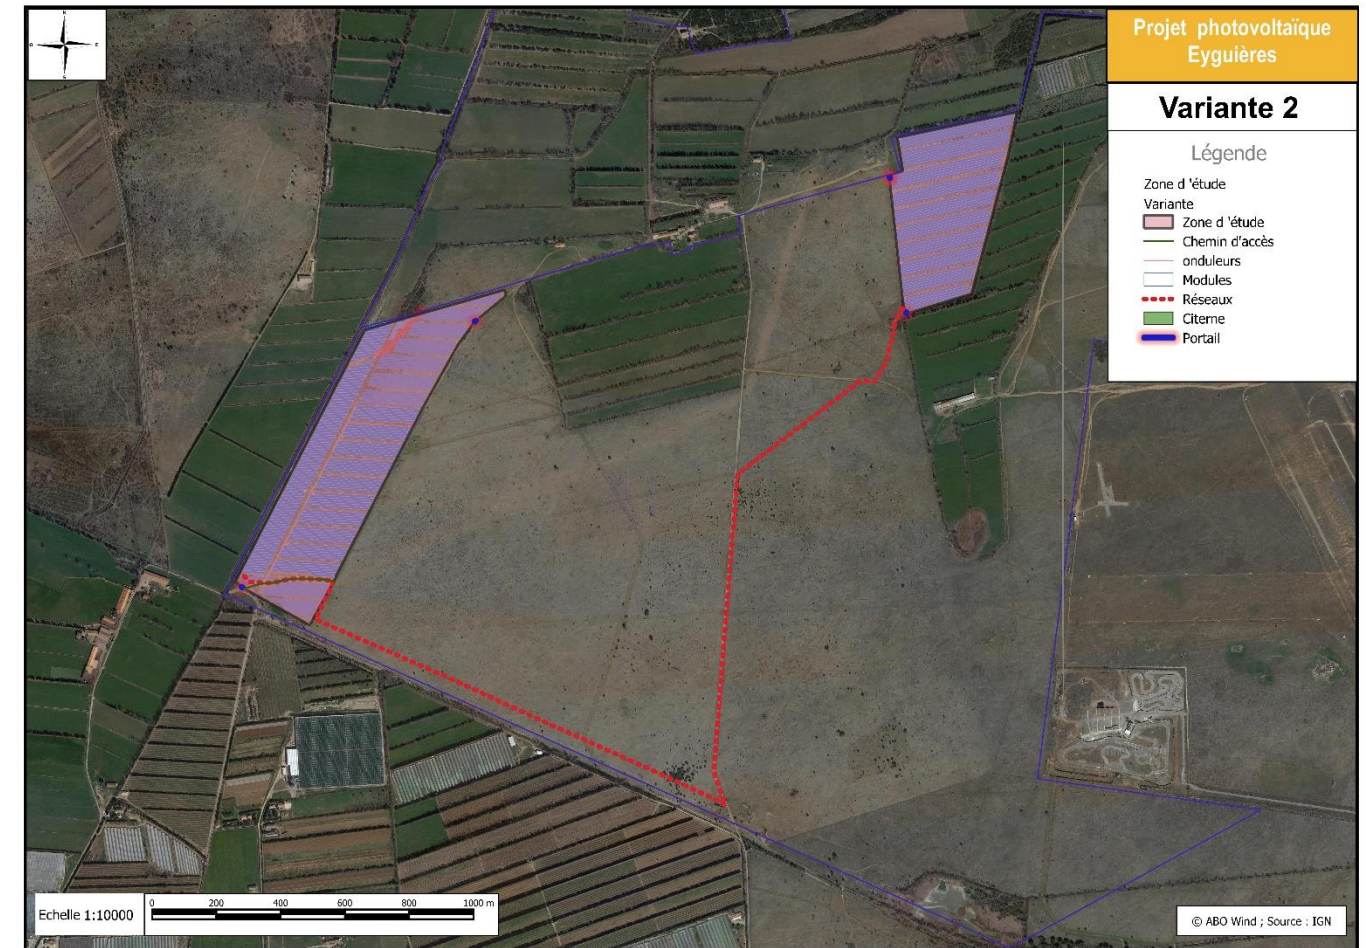 N
O
E
S
Projet photovoltaïque
Eyguières
Variante 2
Légende
Zone d 'étude
Variante
Zone d 'étude
Chemin d'accès
onduleurs
Modules
Réseaux
Citerne
Portail
Echelle 1:10000
0 200 400 600 800 1000 m
© ABO Wind ; Source : IGN